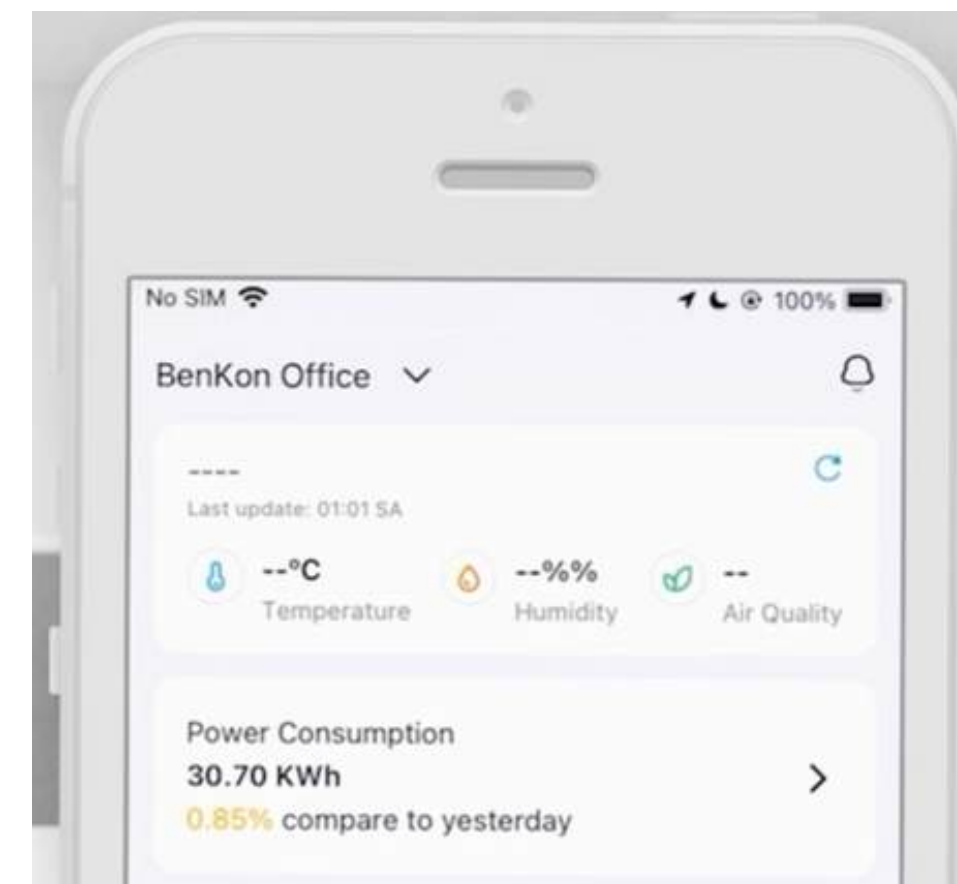 No SIM 100%
BenKon Office
----
Last update: 01:01 SA
--°C --%% --
Temperature Humidity Air Quality
Power Consumption
30.70 KWh
0.85% compare to yesterday